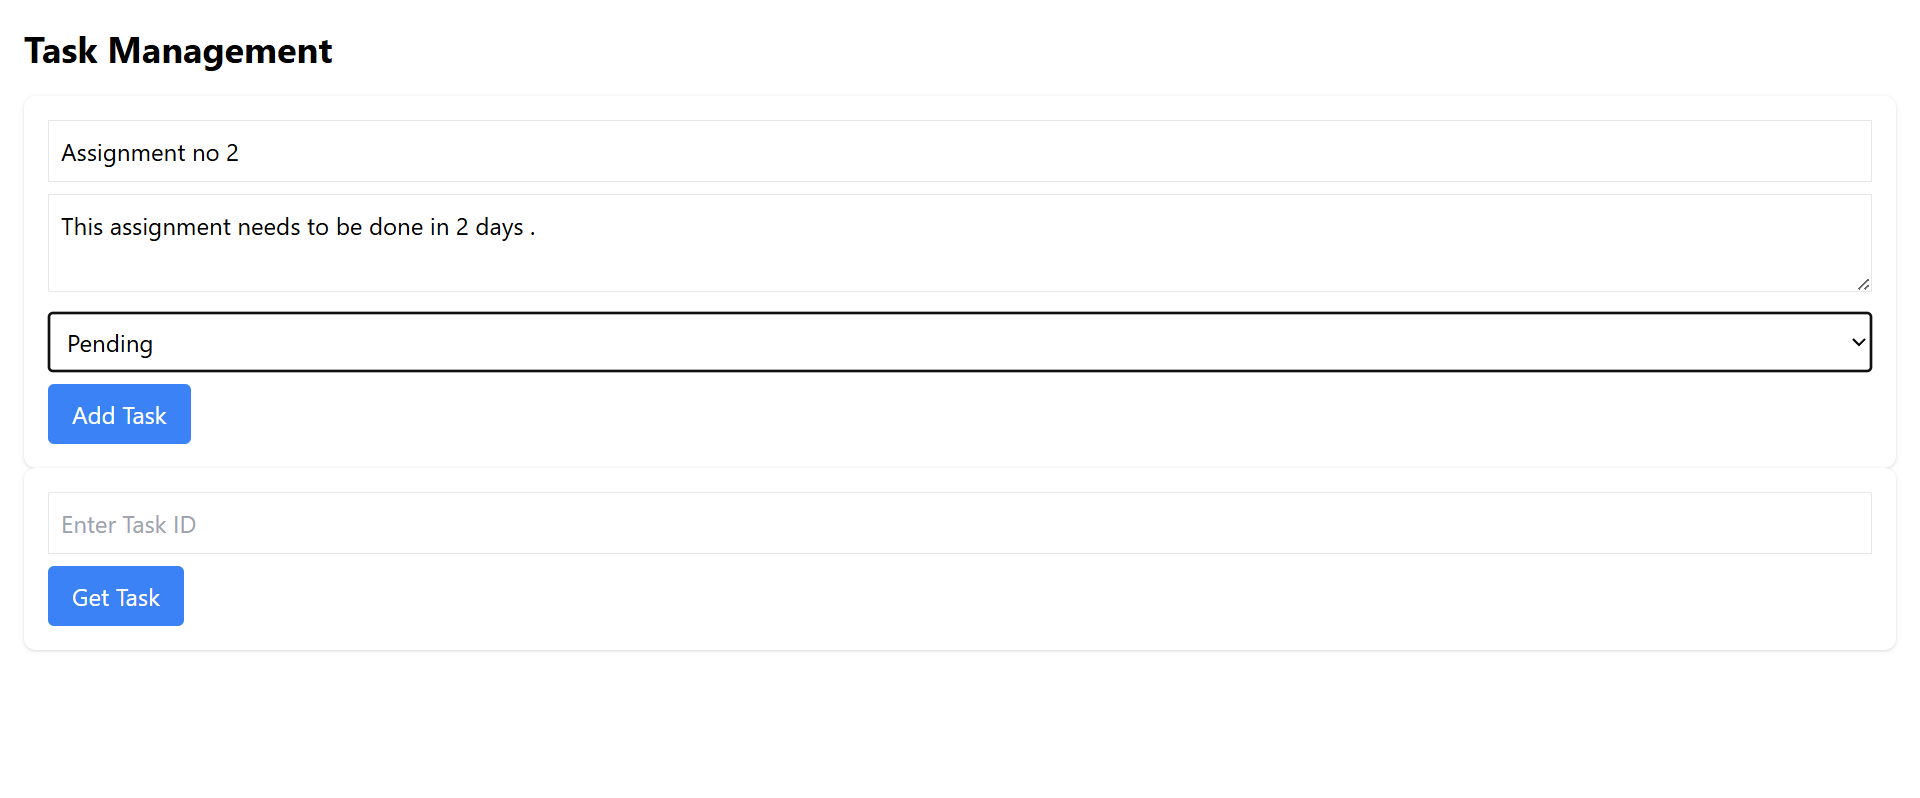 Task Management
Assignment no 2
This assignment needs to be done in 2 days .
Pending
Add Task
Enter Task ID
Get Task